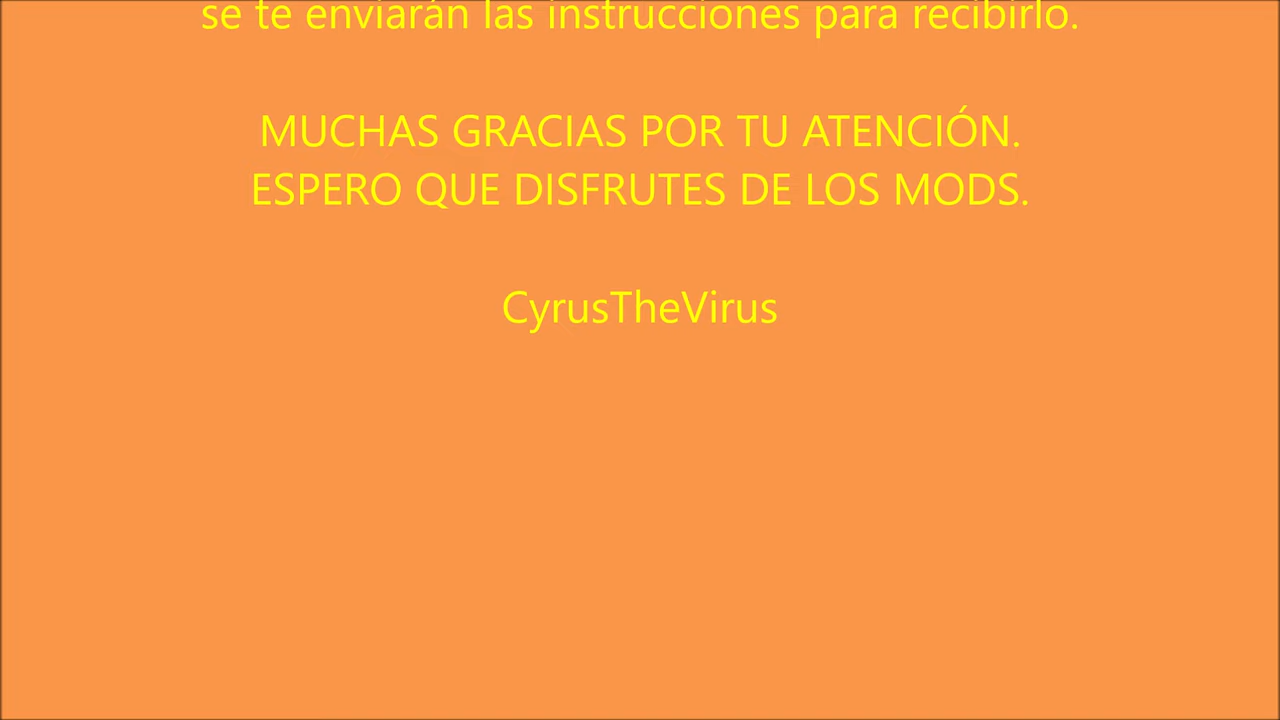 se te enviarán las instrucciones para recibirlo.
MUCHAS GRACIAS POR TU ATENCIÓN.
ESPERO QUE DISFRUTES DE LOS MODS.
CyrusTheVirus